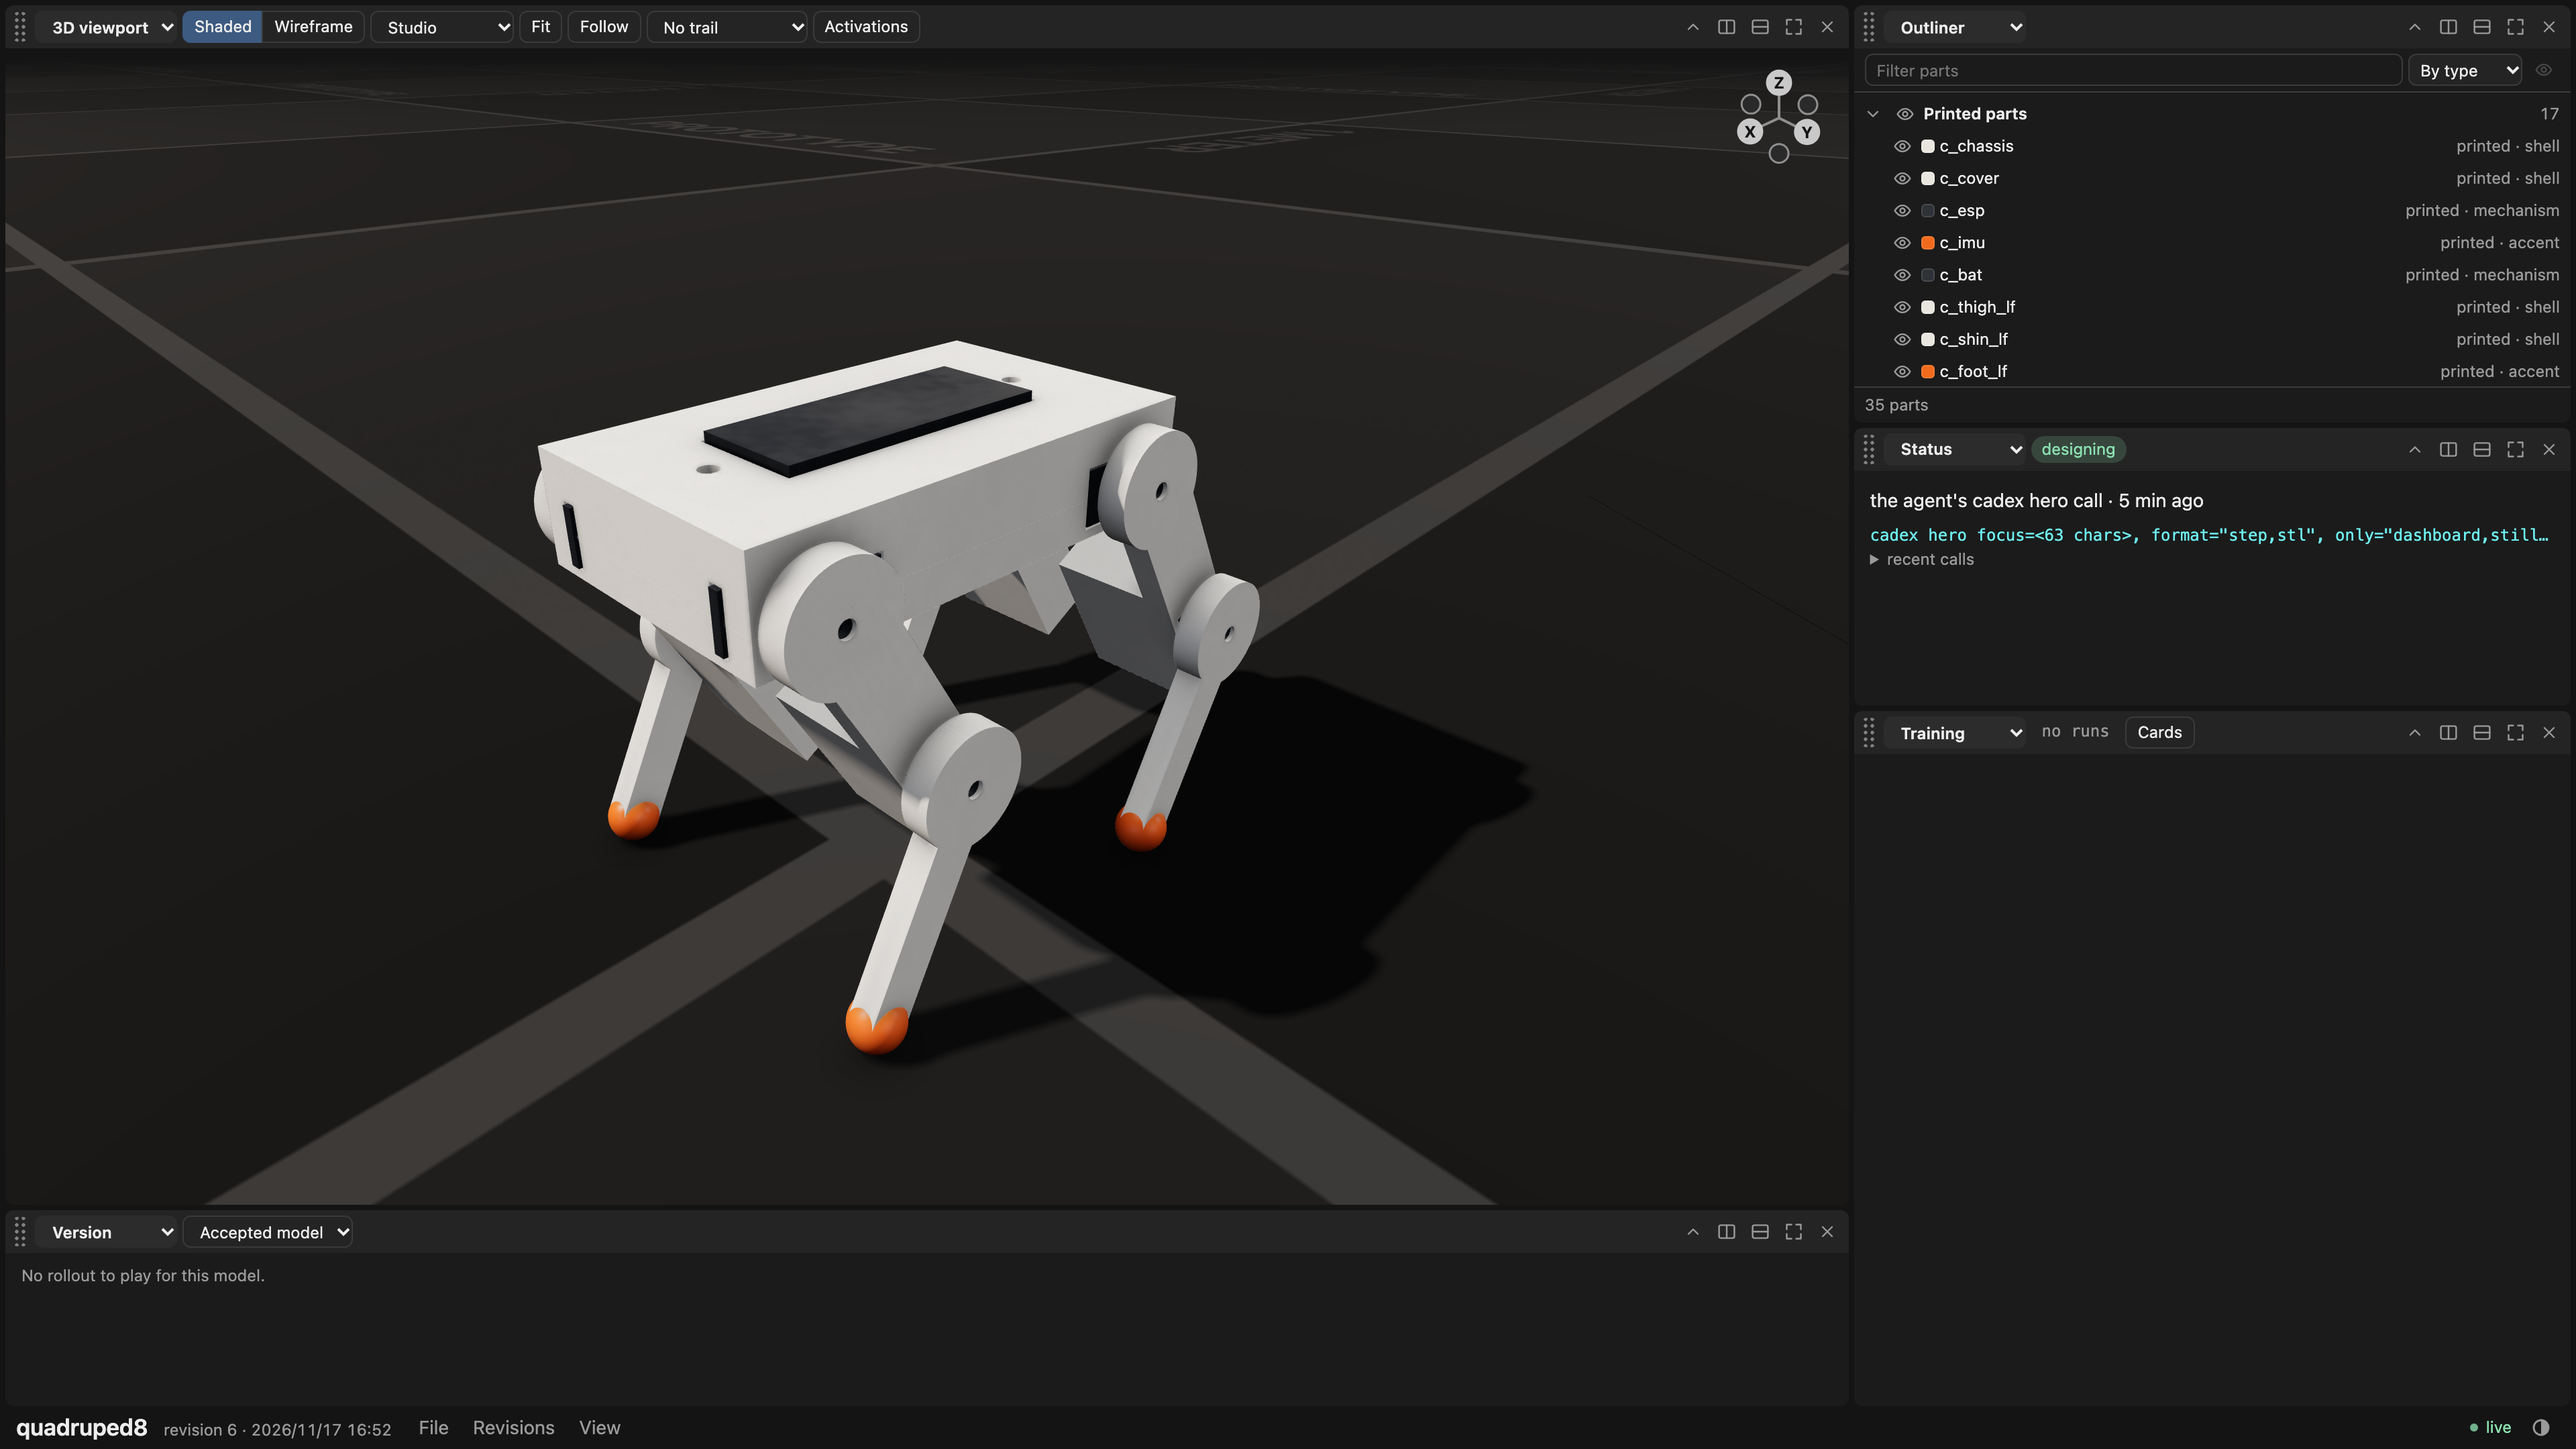 3D viewport Shaded Wireframe Studio Fit Follow No trail Activations
PROTOTYPE
Z
X Y
Outliner
Filter parts By type
Printed parts 17
c_chassis printed · shell
c_cover printed · shell
c_esp printed · mechanism
c_imu printed · accent
c_bat printed · mechanism
c_thigh_lf printed · shell
c_shin_lf printed · shell
c_foot_lf printed · accent
35 parts
Status designing
the agent's cadex hero call · 5 min ago
cadex hero focus=<63 chars>, format="step,stl", only="dashboard,still…
recent calls
Training no runs Cards
Version Accepted model
No rollout to play for this model.
quadruped8 revision 6 · 2026/11/17 16:52 File Revisions View
live